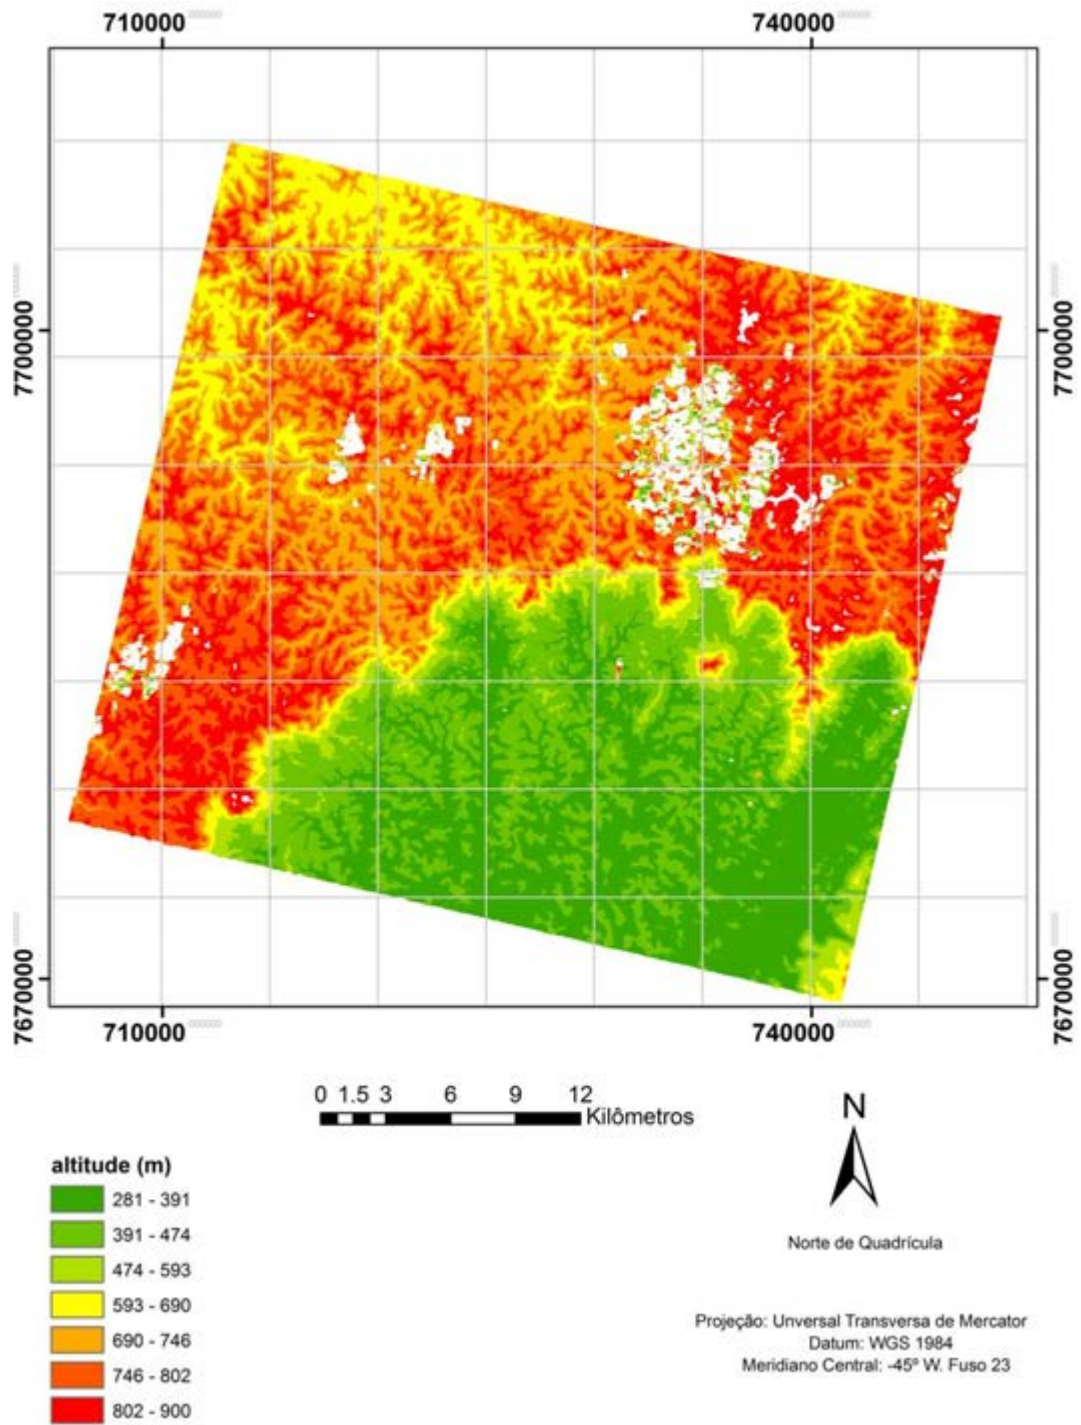 710000 740000
7700000 7700000
7670000 7670000
710000 740000
0 1.5 3 6 9 12
Kilômetros
N
altitude (m)
281 - 391
391 - 474
474 - 593
593 - 690
690 - 746
746 - 802
802 - 900
Norte de Quadrícula
Projeção: Unversal Transversa de Mercator
Datum: WGS 1984
Meridiano Central: -45º W. Fuso 23